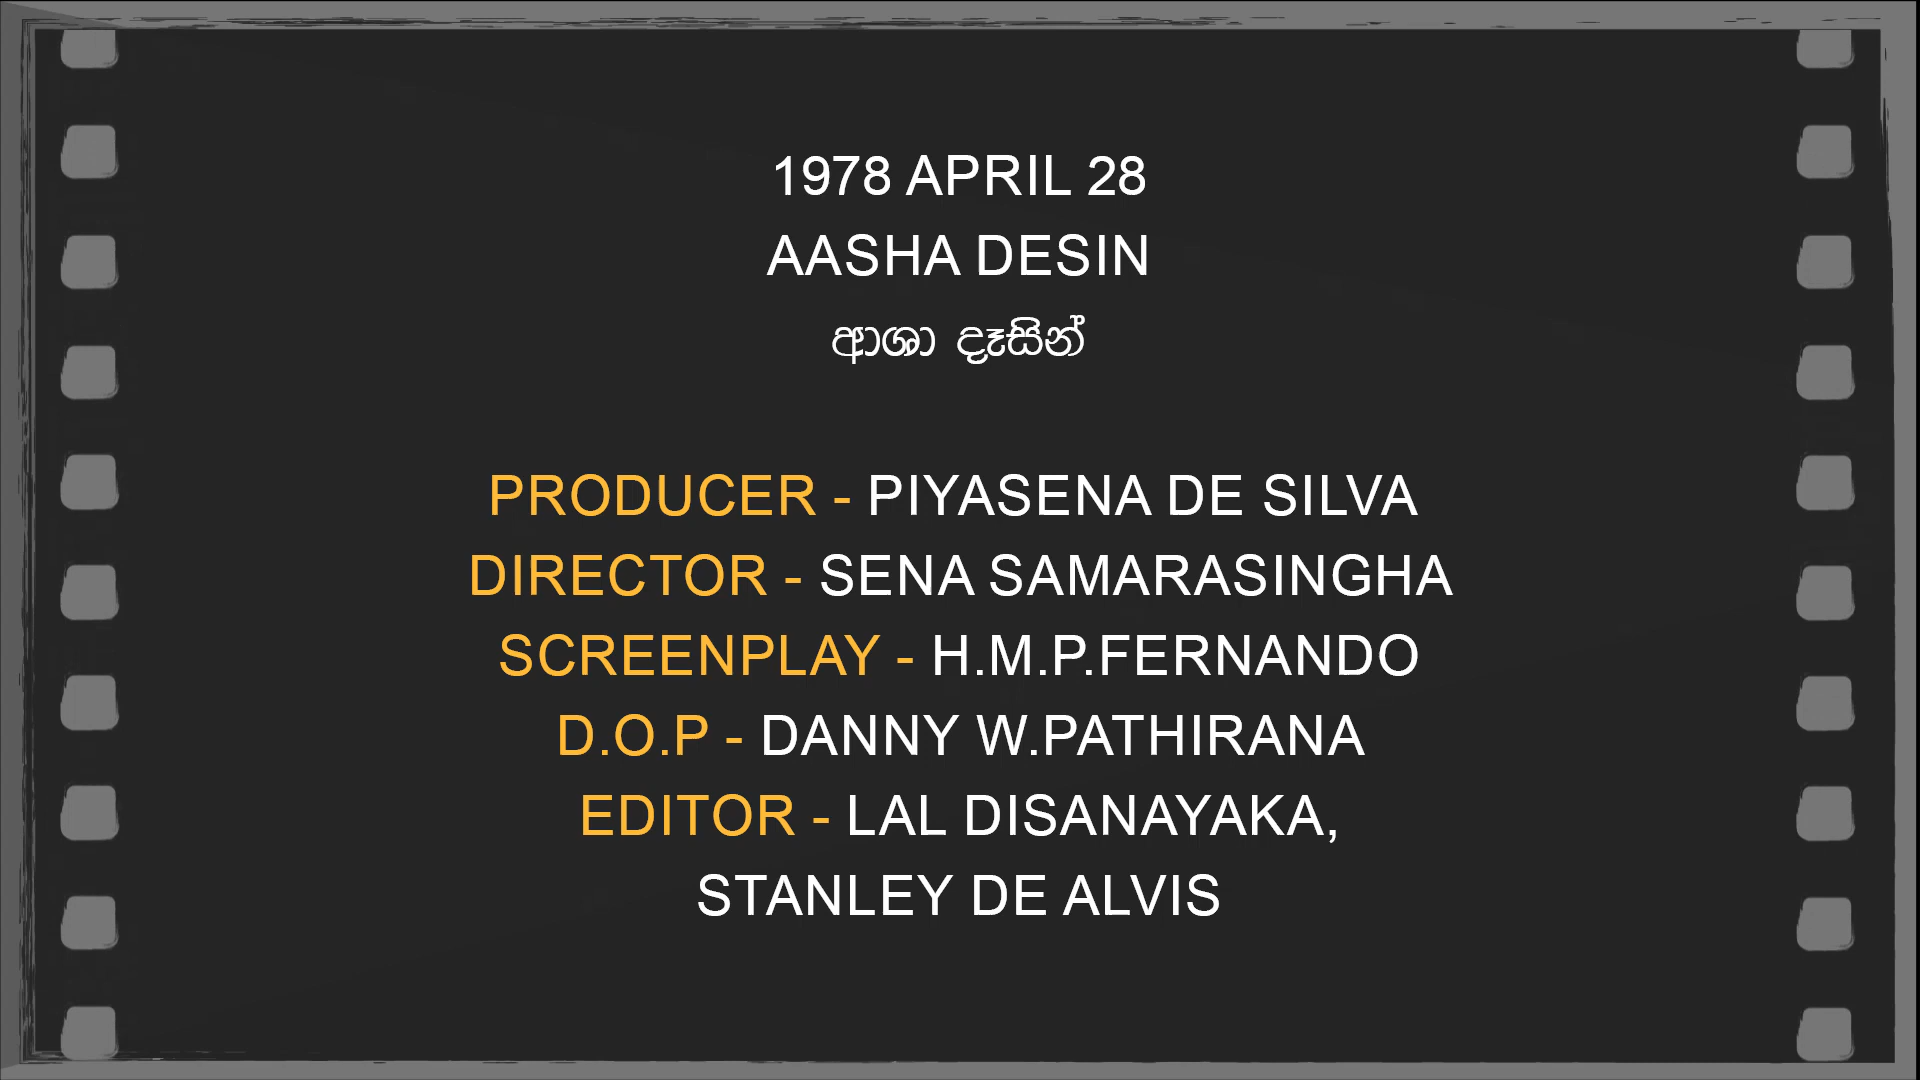 1978 APRIL 28
AASHA DESIN
ආශා දෑසින්
PRODUCER - PIYASENA DE SILVA
DIRECTOR - SENA SAMARASINGHA
SCREENPLAY - H.M.P.FERNANDO
D.O.P - DANNY W.PATHIRANA
EDITOR - LAL DISANAYAKA,
STANLEY DE ALVIS